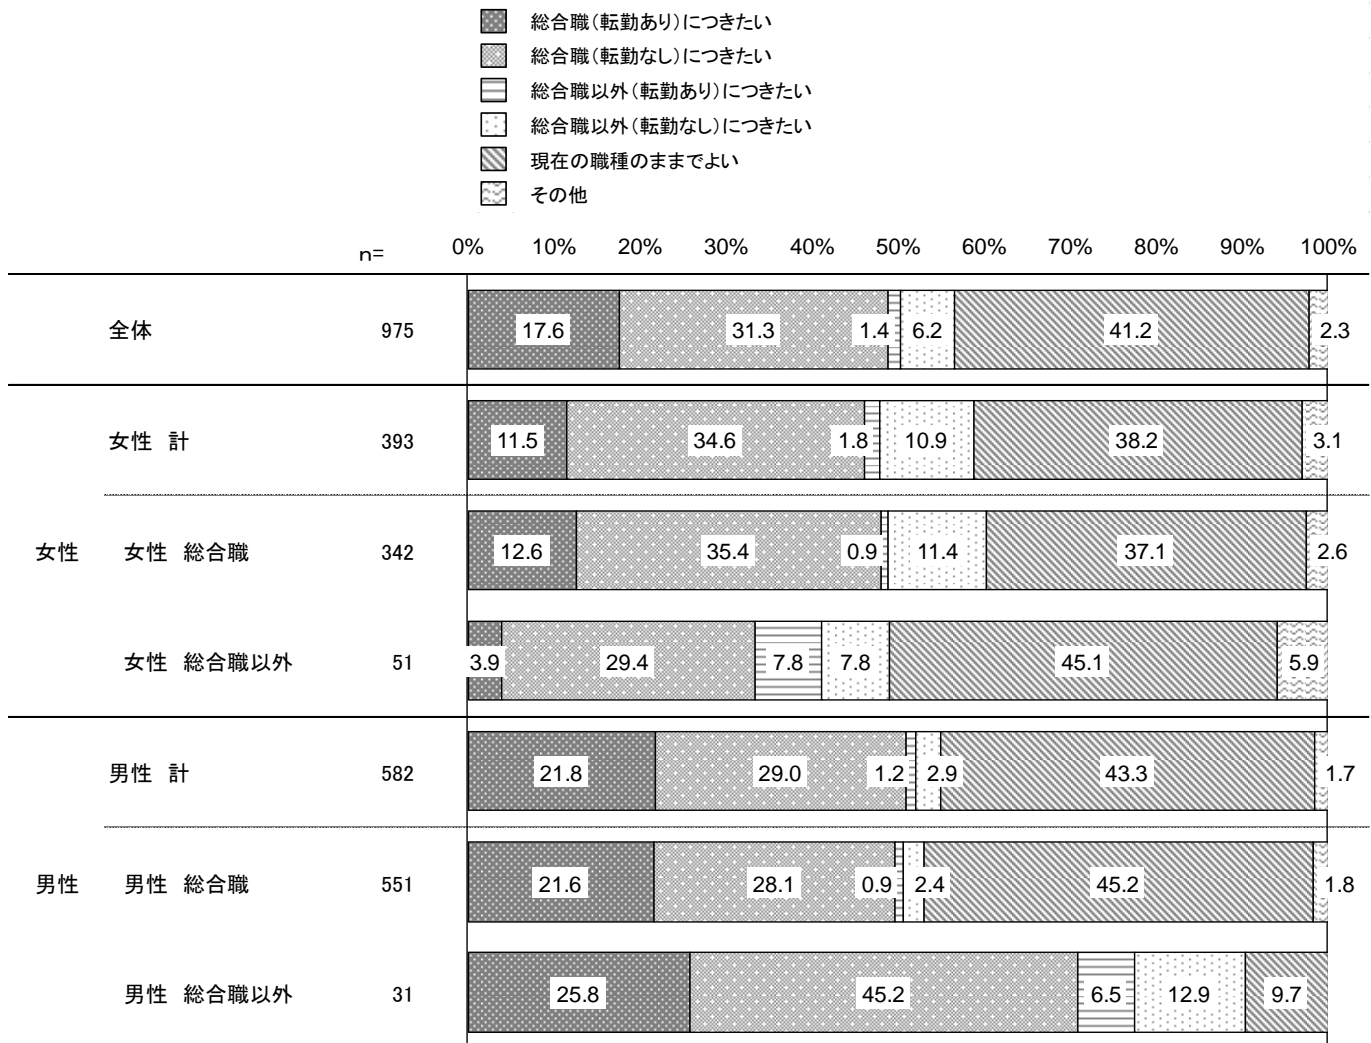 総合職（転勤あり）につきたい
総合職（転勤なし）につきたい
総合職以外（転勤あり）につきたい
総合職以外（転勤なし）につきたい
現在の職種のままでよい
その他
n= 0% 10% 20% 30% 40% 50% 60% 70% 80% 90% 100%
全体 975 17.6 31.3 1.4 6.2 41.2 2.3
女性 計 393 11.5 34.6 1.8 10.9 38.2 3.1
女性 女性 総合職 342 12.6 35.4 0.9 11.4 37.1 2.6
女性 総合職以外 51 3.9 29.4 7.8 7.8 45.1 5.9
男性 計 582 21.8 29.0 1.2 2.9 43.3 1.7
男性 男性 総合職 551 21.6 28.1 0.9 2.4 45.2 1.8
男性 総合職以外 31 25.8 45.2 6.5 12.9 9.7